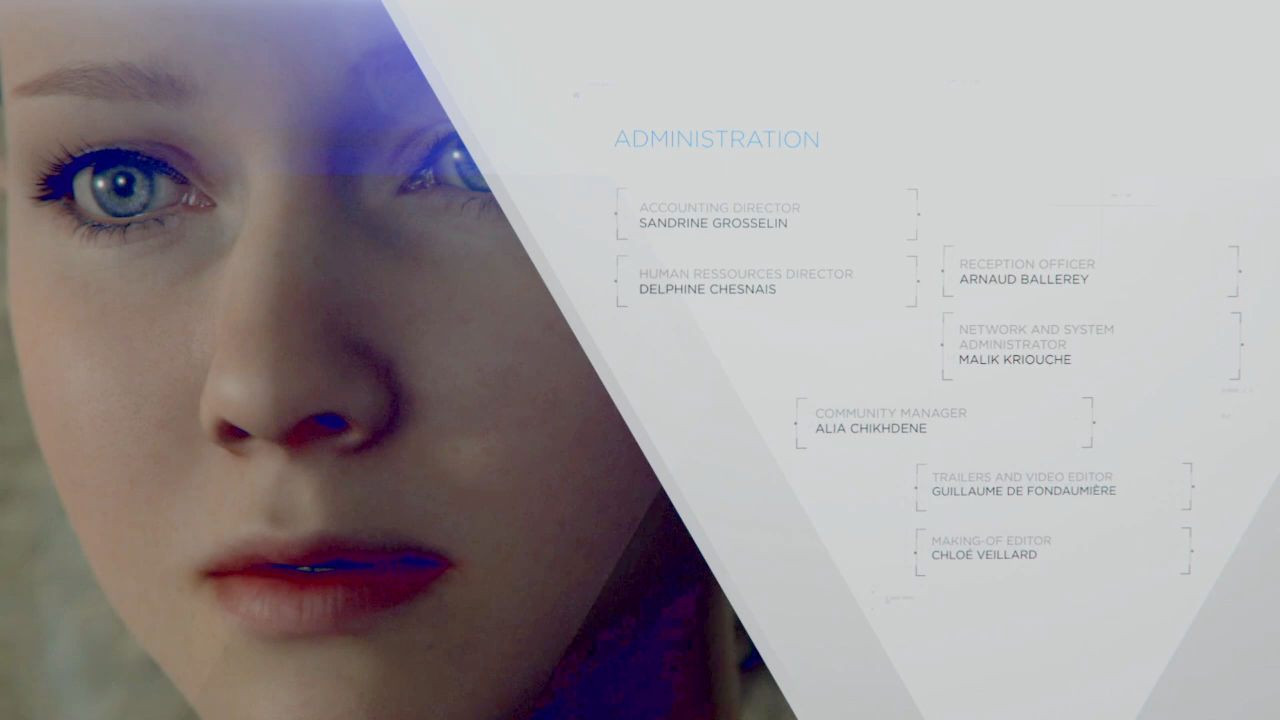 ADMINISTRATION
ACCOUNTING DIRECTOR
SANDRINE GROSSELIN
HUMAN RESSOURCES DIRECTOR
DELPHINE CHESNAIS
RECEPTION OFFICER
ARNAUD BALLEREY
NETWORK AND SYSTEM
ADMINISTRATOR
MALIK KRIOUCHE
COMMUNITY MANAGER
ALIA CHIKHDENE
TRAILERS AND VIDEO EDITOR
GUILLAUME DE FONDAUMIÈRE
MAKING-OF EDITOR
CHLOÉ VEILLARD